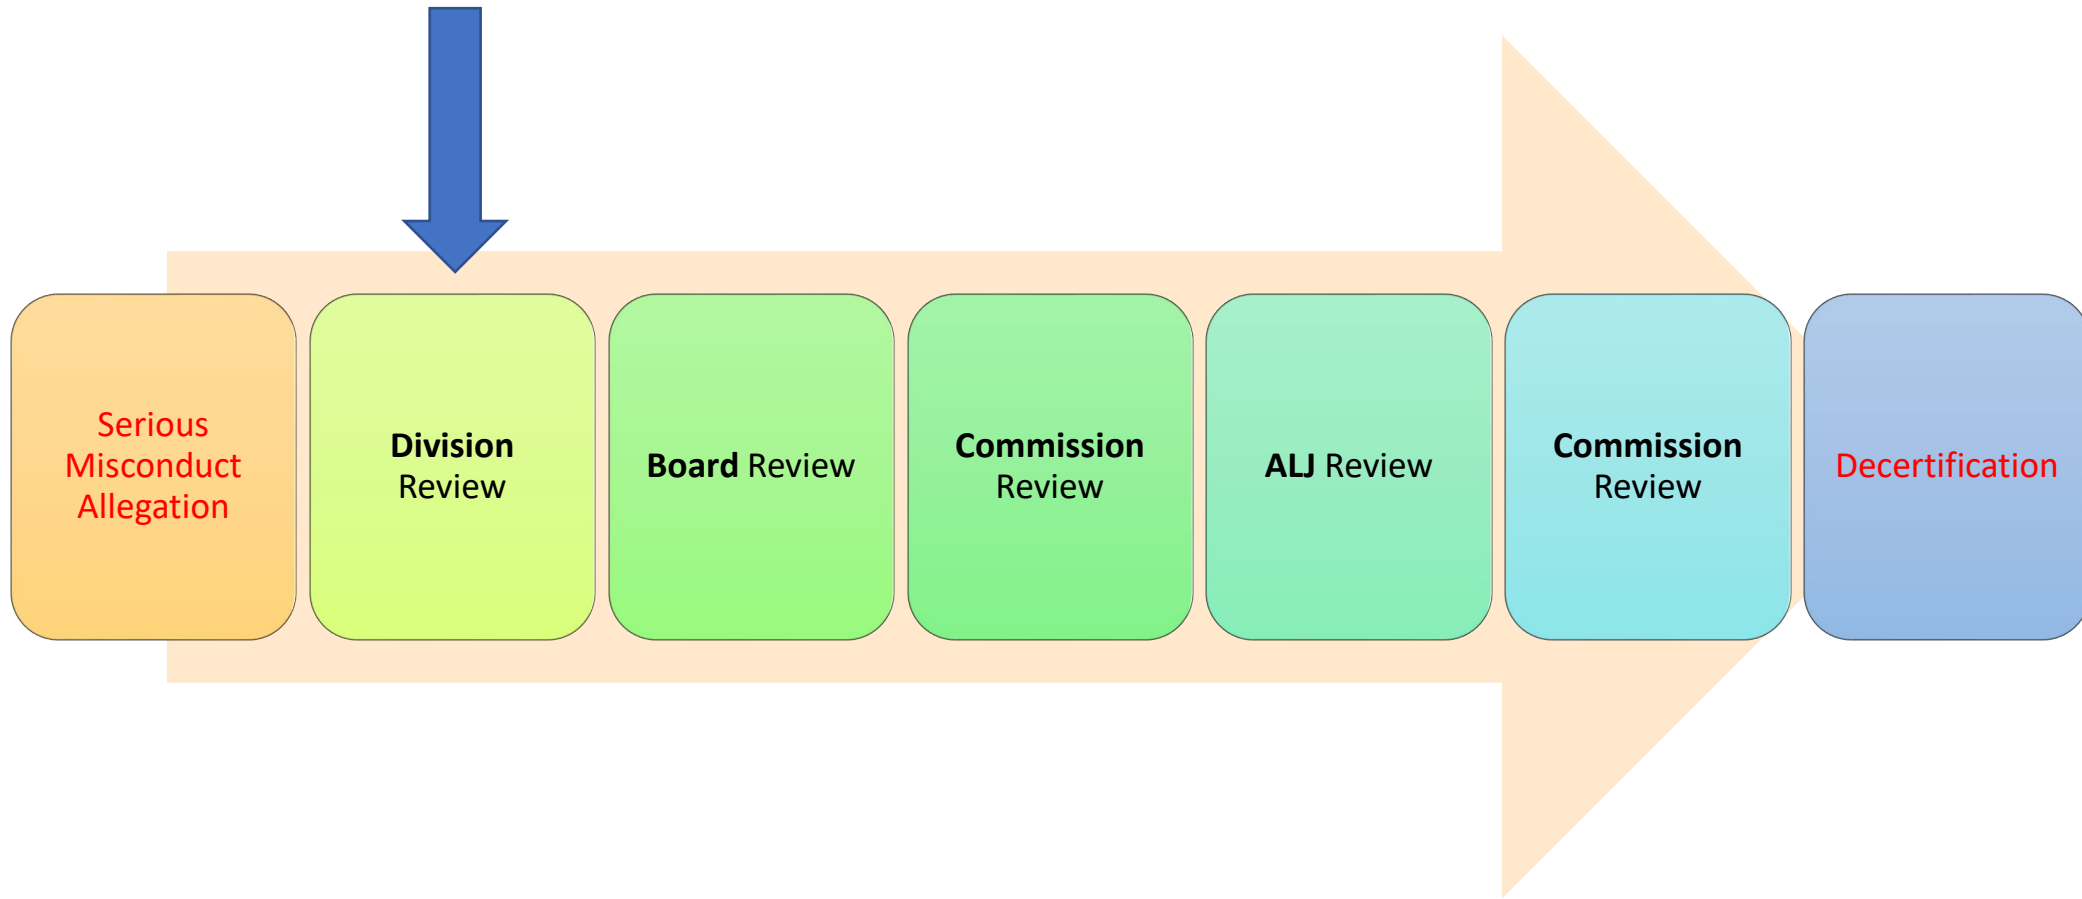 Serious
Misconduct
Allegation
Division
Review
Board Review
Commission
Review
ALJ Review
Commission
Review
Decertification